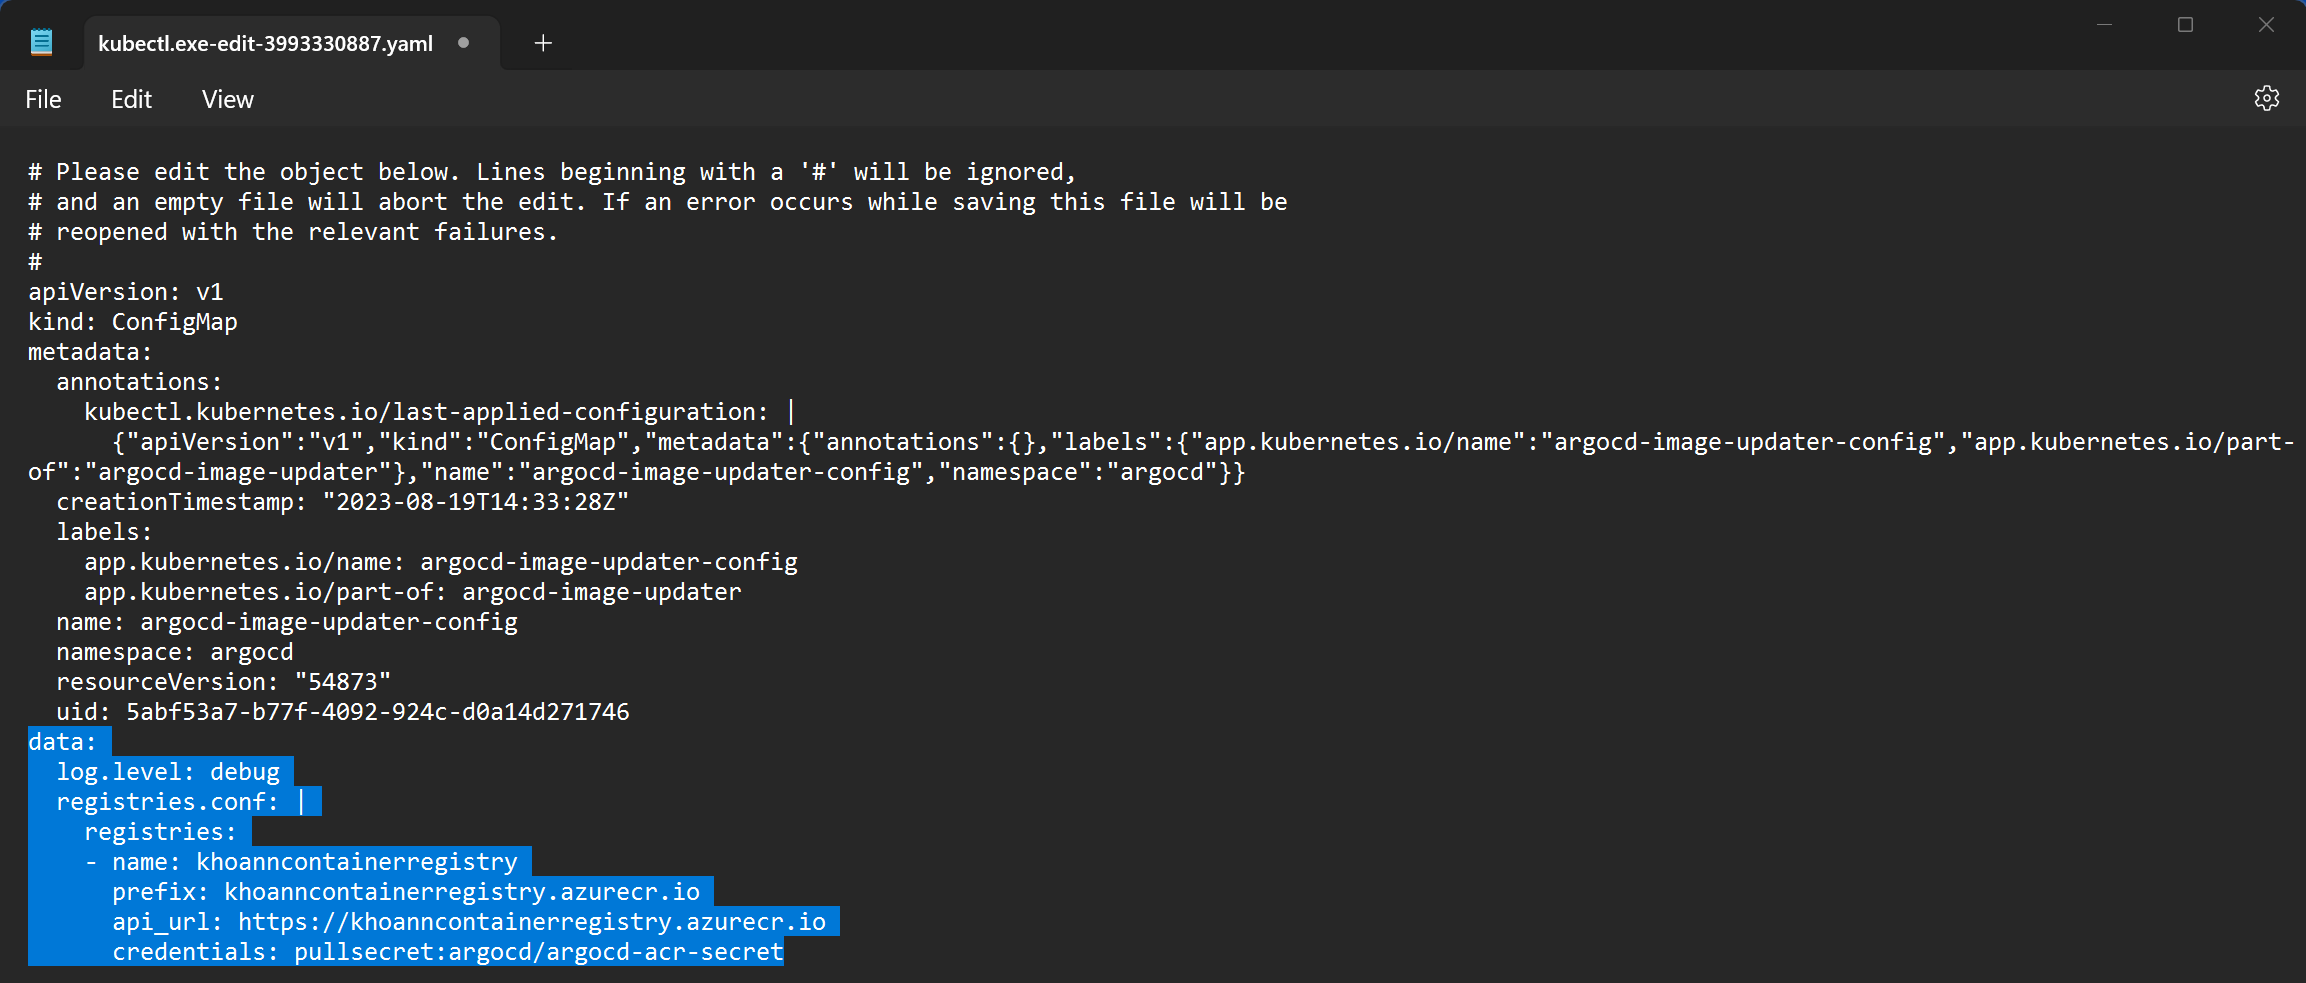 kubectl.exe-edit-3993330887.yaml
File Edit View
# Please edit the object below. Lines beginning with a '#' will be ignored,
# and an empty file will abort the edit. If an error occurs while saving this file will be
# reopened with the relevant failures.
#
apiVersion: v1
kind: ConfigMap
metadata:
  annotations:
    kubectl.kubernetes.io/last-applied-configuration: |
      {"apiVersion":"v1","kind":"ConfigMap","metadata":{"annotations":{},"labels":{"app.kubernetes.io/name":"argocd-image-updater-config","app.kubernetes.io/part-
of":"argocd-image-updater"},"name":"argocd-image-updater-config","namespace":"argocd"}}
  creationTimestamp: "2023-08-19T14:33:28Z"
  labels:
    app.kubernetes.io/name: argocd-image-updater-config
    app.kubernetes.io/part-of: argocd-image-updater
  name: argocd-image-updater-config
  namespace: argocd
  resourceVersion: "54873"
  uid: 5abf53a7-b77f-4092-924c-d0a14d271746
data:
  log.level: debug
  registries.conf: |
    registries:
    - name: khoanncontainerregistry
      prefix: khoanncontainerregistry.azurecr.io
      api_url: https://khoanncontainerregistry.azurecr.io
      credentials: pullsecret:argocd/argocd-acr-secret